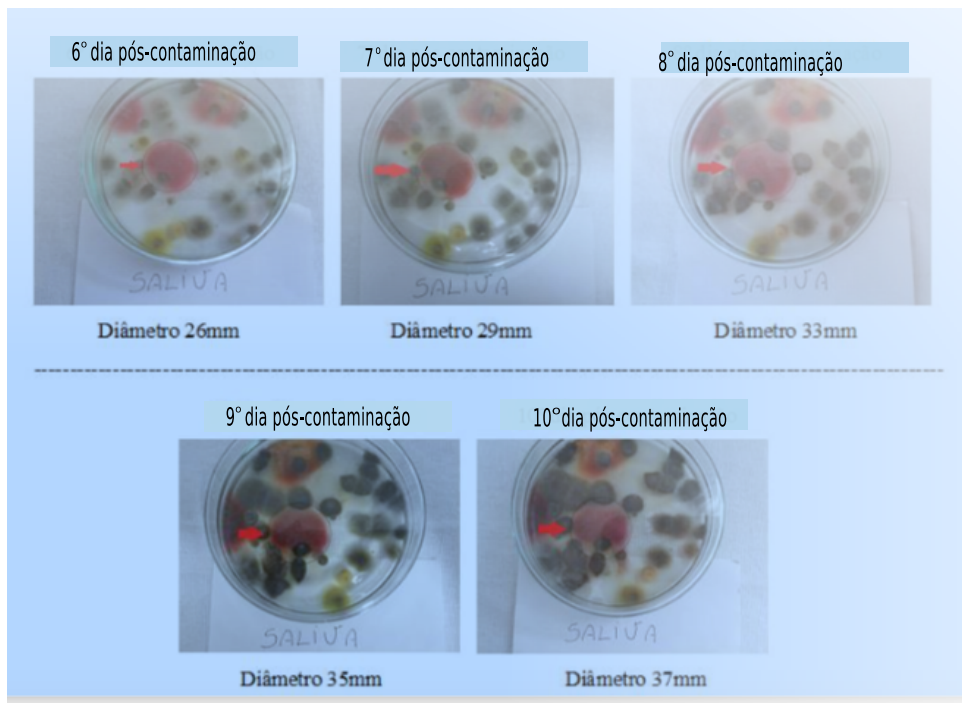 6° dia pós-contaminação
7° dia pós-contaminação
8° dia pós-contaminação
SALIVA
SALIVA
SALIVA
Diâmetro 26mm
Diâmetro 29mm
Diâmetro 33mm
9° dia pós-contaminação
10° dia pós-contaminação
SALIVA
SALIVA
Diâmetro 35mm
Diâmetro 37mm